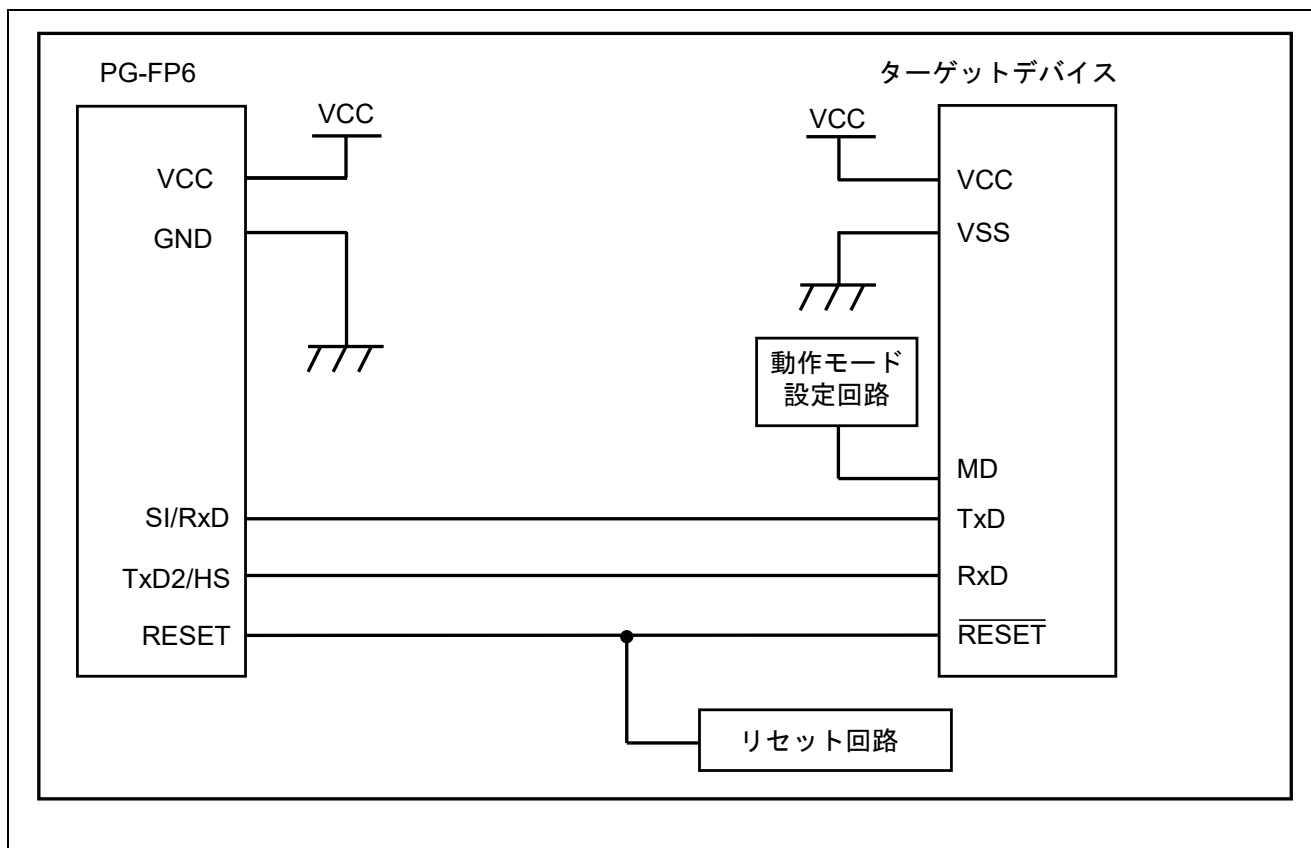 PG-FP6
ターゲットデバイス
VCC
VCC
VCC
VCC
GND
VSS
動作モード
設定回路
MD
SI/RxD
TxD
TxD2/HS
RxD
RESET
RESET
リセット回路